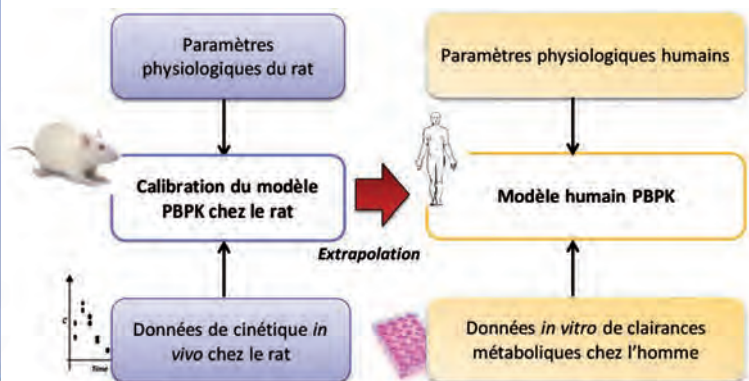 Paramètres
physiologiques du rat
Paramètres physiologiques humains
Calibration du modèle
PBPK chez le rat
Modèle humain PBPK
Extrapolation
C
Time
Données de cinétique in
vivo chez le rat
Données in vitro de clairances
métaboliques chez l'homme